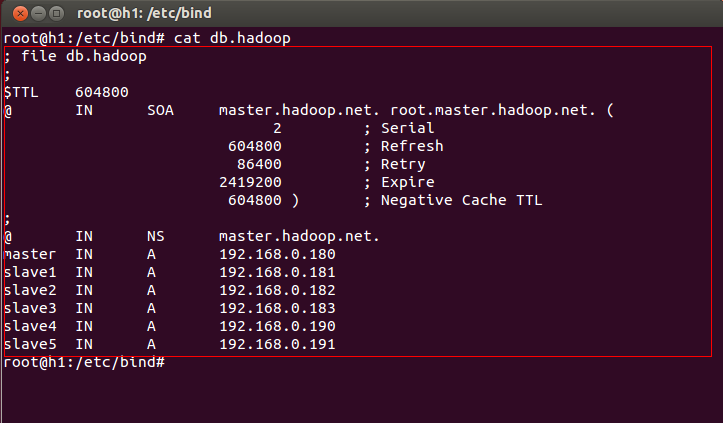 root@h1: /etc/bind
root@h1:/etc/bind# cat db.hadoop
; file db.hadoop
;
$TTL    604800
@       IN      SOA     master.hadoop.net. root.master.hadoop.net. (
                              2         ; Serial
                         604800         ; Refresh
                          86400         ; Retry
                        2419200         ; Expire
                         604800 )       ; Negative Cache TTL
;
@       IN      NS      master.hadoop.net.
master  IN      A       192.168.0.180
slave1  IN      A       192.168.0.181
slave2  IN      A       192.168.0.182
slave3  IN      A       192.168.0.183
slave4  IN      A       192.168.0.190
slave5  IN      A       192.168.0.191
root@h1:/etc/bind#